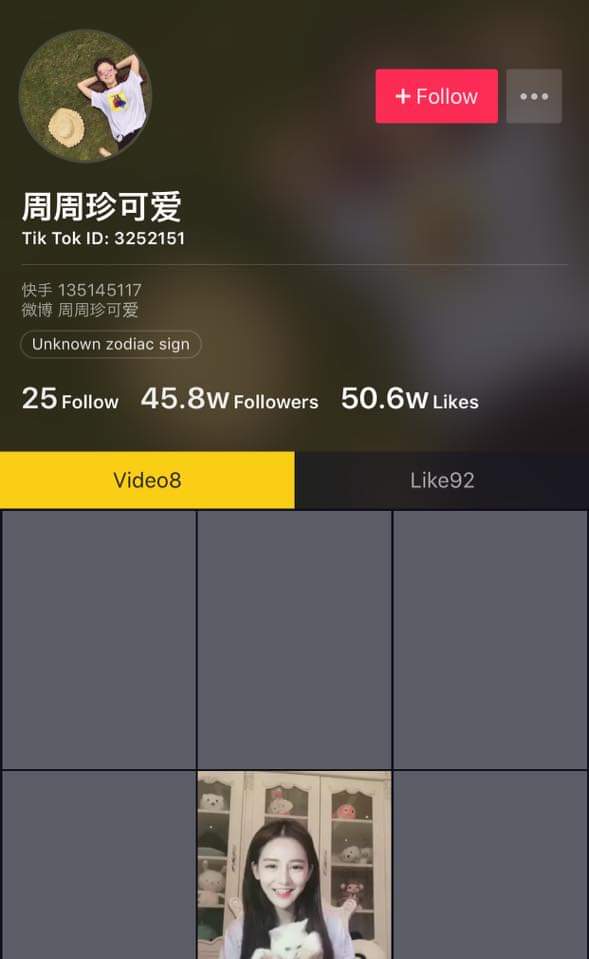 + Follow
周周珍可爱
Tik Tok ID: 3252151
快手 135145117
微博 周周珍可爱
Unknown zodiac sign
25 Follow 45.8w Followers 50.6w Likes
Video8 Like92